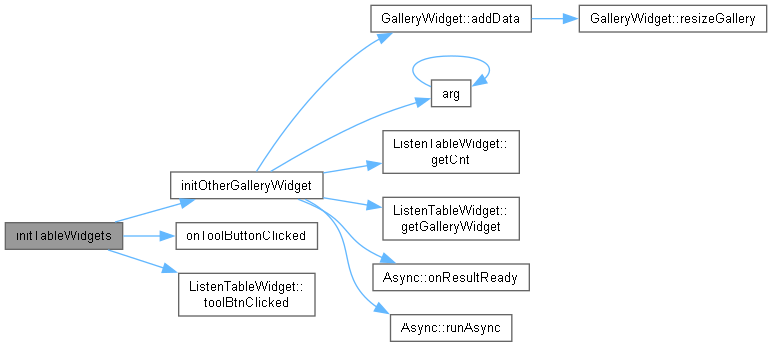 GalleryWidget::addData
GalleryWidget::resizeGallery
arg
ListenTableWidget::
getCnt
initOtherGalleryWidget
ListenTableWidget::
getGalleryWidget
initTableWidgets
onToolButtonClicked
Async::onResultReady
ListenTableWidget::
toolBtnClicked
Async::runAsync